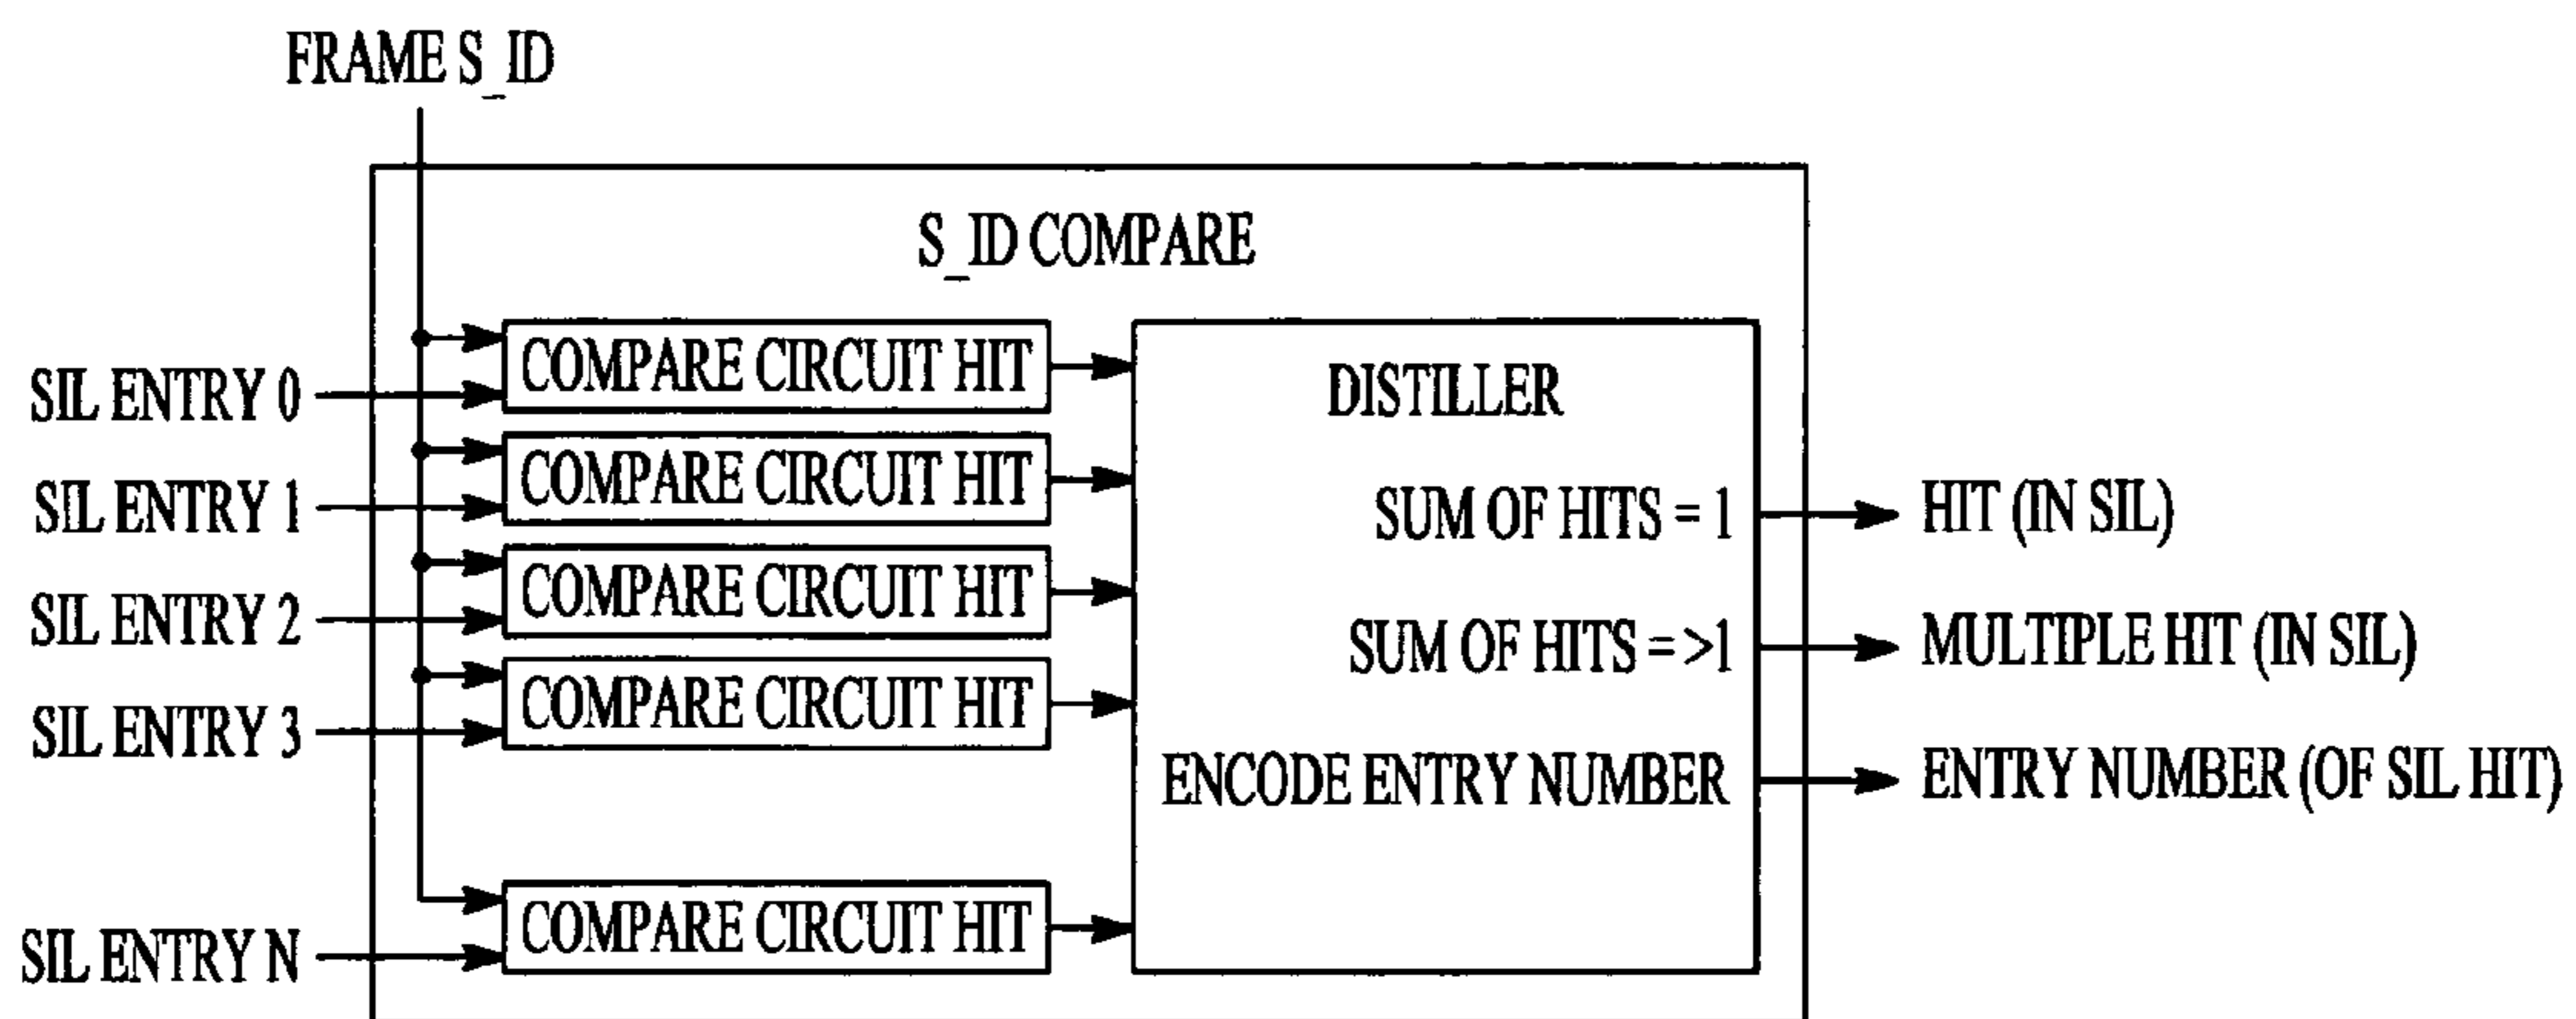 FRAME S_ID
S_ID COMPARE
SIL ENTRY 0
COMPARE CIRCUIT HIT
SIL ENTRY 1
COMPARE CIRCUIT HIT
SIL ENTRY 2
COMPARE CIRCUIT HIT
SIL ENTRY 3
COMPARE CIRCUIT HIT
SIL ENTRY N
COMPARE CIRCUIT HIT
DISTILLER
SUM OF HITS = 1
SUM OF HITS = >1
ENCODE ENTRY NUMBER
HIT (IN SIL)
MULTIPLE HIT (IN SIL)
ENTRY NUMBER (OF SIL HIT)